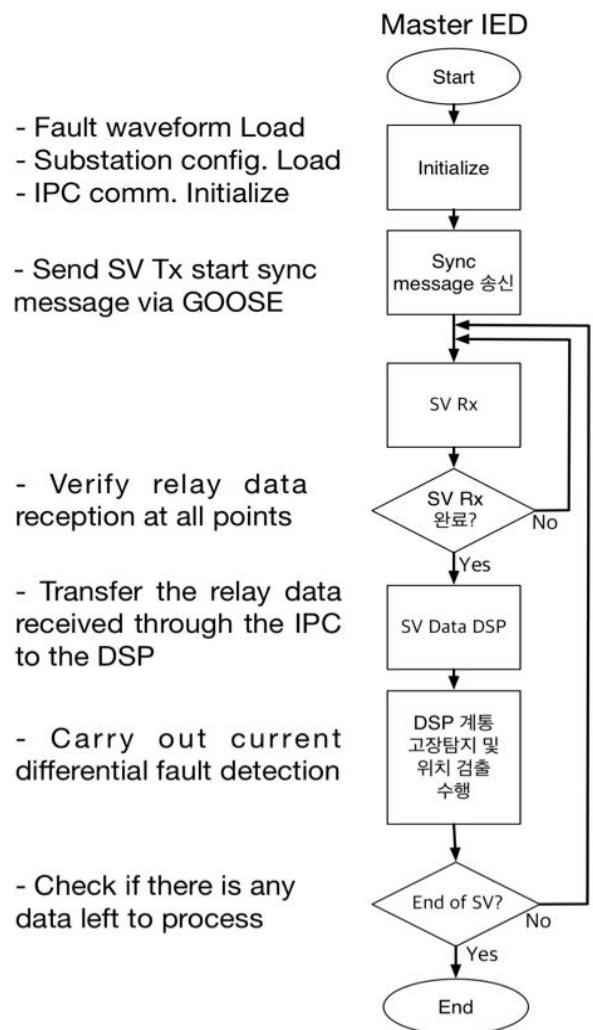 Master IED
Start
- Fault waveform Load
- Substation config. Load
- IPC comm. Initialize
Initialize
- Send SV Tx start sync
message via GOOSE
Sync
message 송신
SV Rx
- Verify relay data
reception at all points
SV Rx
완료?
No
Yes
- Transfer the relay data
received through the IPC
to the DSP
SV Data DSP
- Carry out current
differential fault detection
DSP 계통
고장탐지 및
위치 검출
수행
- Check if there is any
data left to process
End of SV?
No
Yes
End